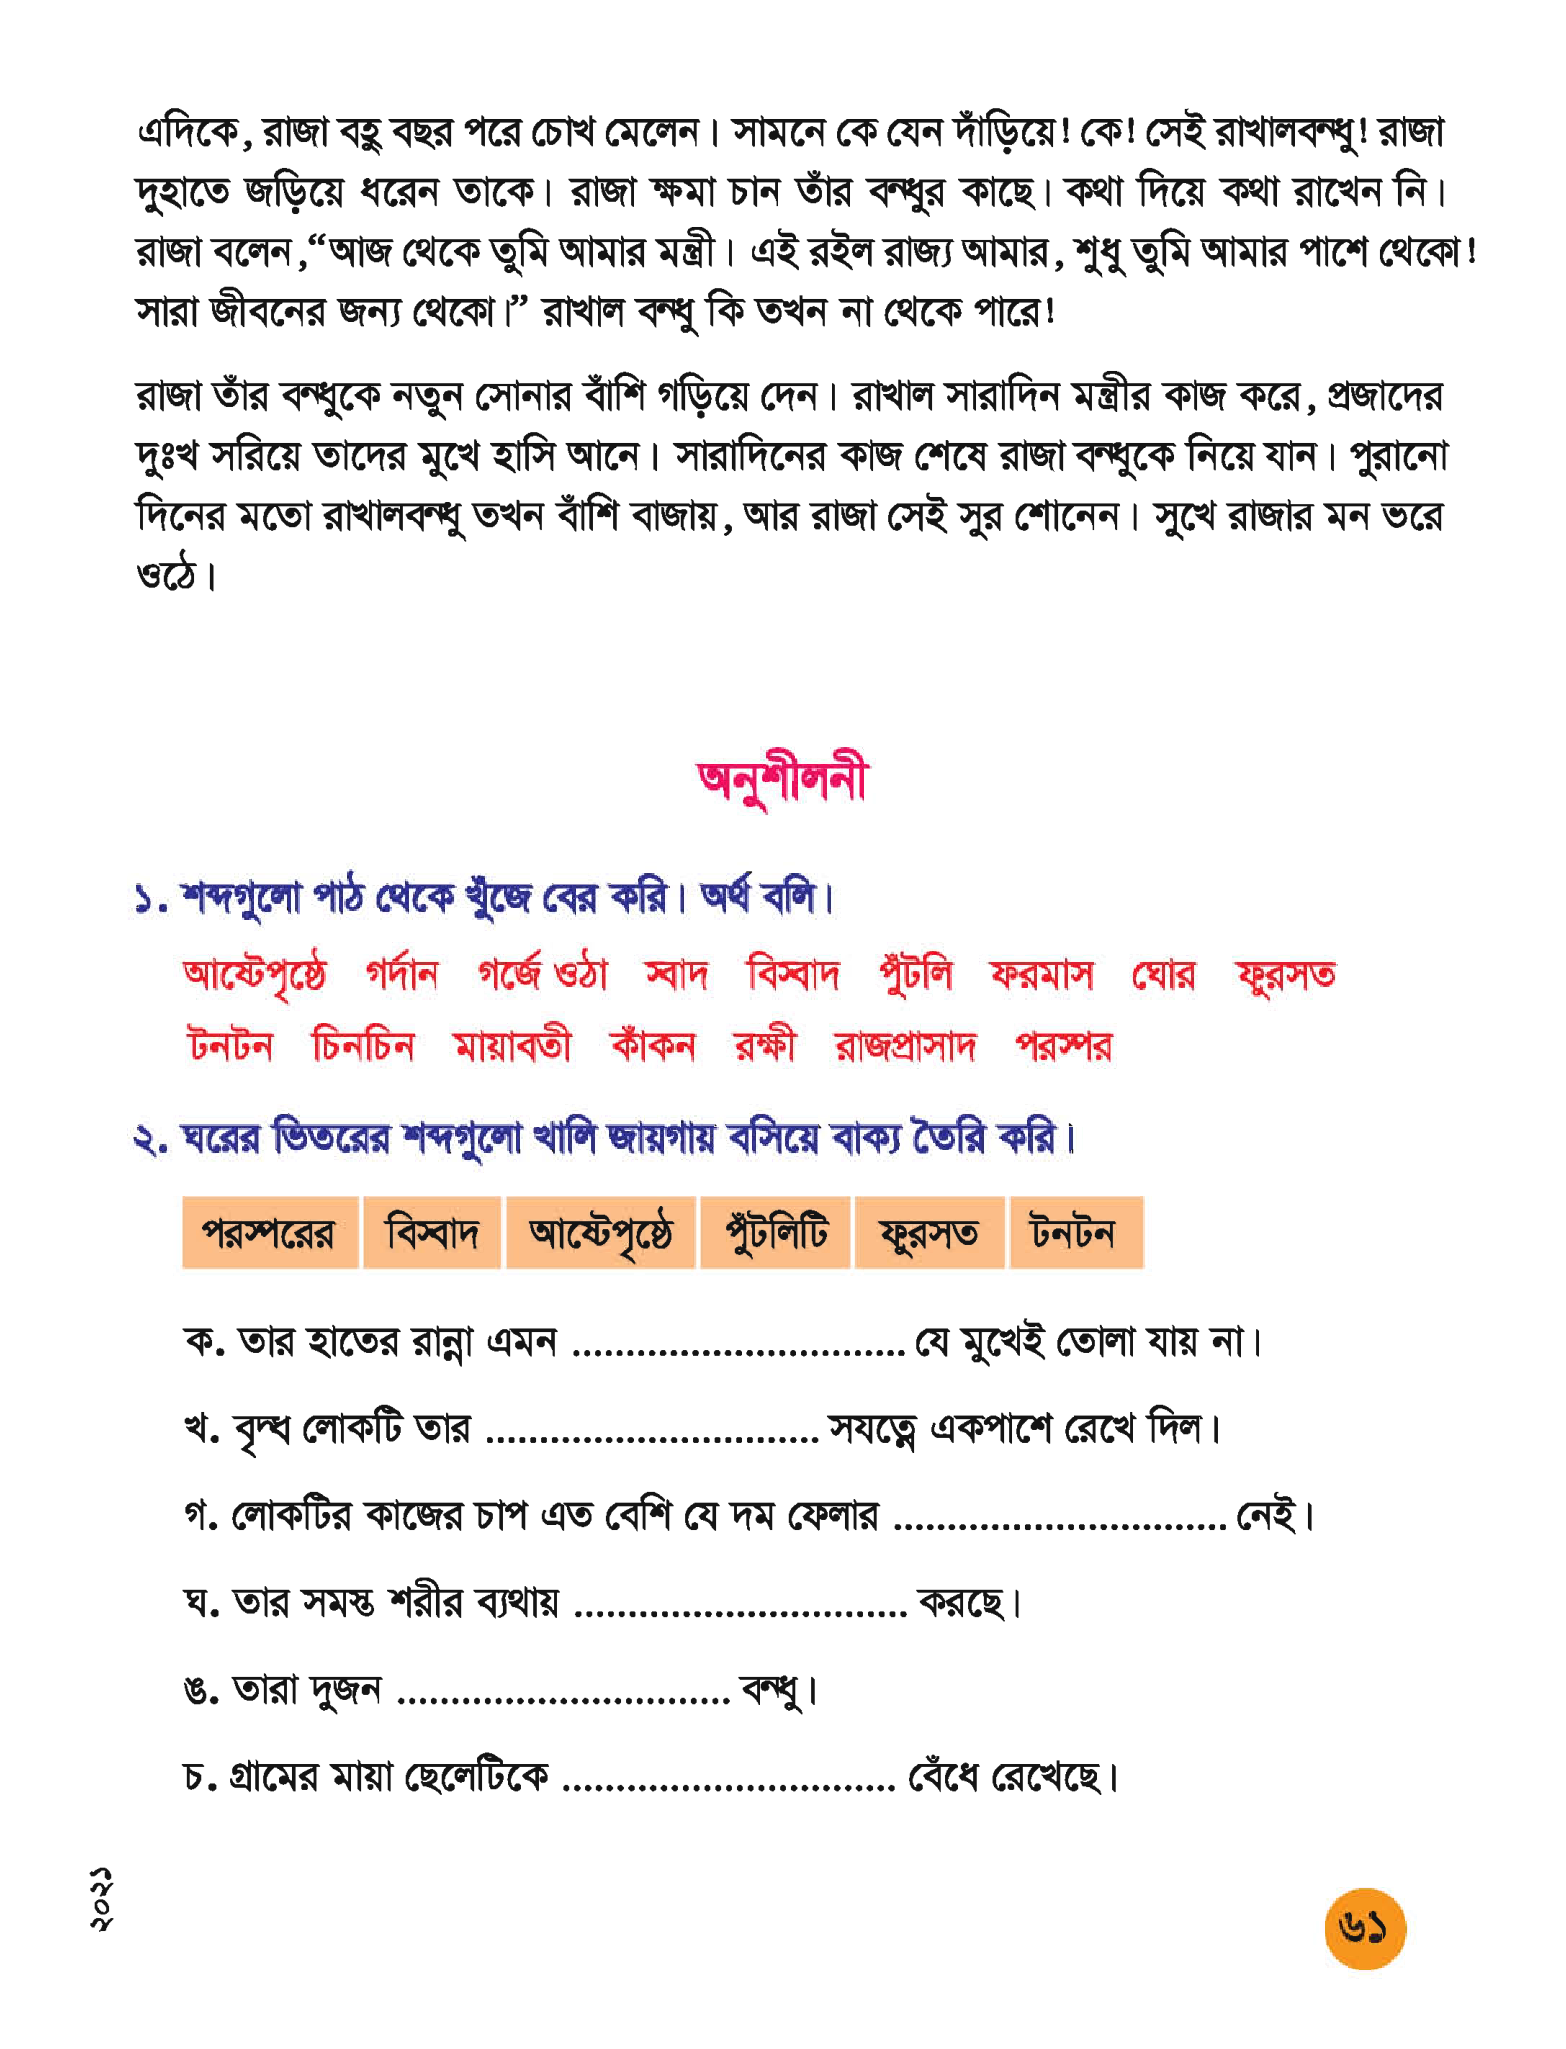 এদিকে, রাজা বহু বছর পরে চোখ মেলেন। সামনে কে যেন দাঁড়িয়ে! কে! সেই রাখালবন্ধু! রাজা
দুহাতে জড়িয়ে ধরেন তাকে। রাজা ক্ষমা চান তাঁর বন্ধুর কাছে। কথা দিয়ে কথা রাখেন নি।
রাজা বলেন,“আজ থেকে তুমি আমার মন্ত্রী। এই রইল রাজ্য আমার, শুধু তুমি আমার পাশে থেকো!
সারা জীবনের জন্য থেকো।” রাখাল বন্ধু কি তখন না থেকে পারে!
রাজা তাঁর বন্ধুকে নতুন সোনার বাঁশি গড়িয়ে দেন। রাখাল সারাদিন মন্ত্রীর কাজ করে, প্রজাদের
দুঃখ সরিয়ে তাদের মুখে হাসি আনে। সারাদিনের কাজ শেষে রাজা বন্ধুকে নিয়ে যান। পুরানো
দিনের মতো রাখালবন্ধু তখন বাঁশি বাজায়, আর রাজা সেই সুর শোনেন। সুখে রাজার মন ভরে
ওঠে।
অনুশীলনী
১. শব্দগুলো পাঠ থেকে খুঁজে বের করি। অর্থ বলি।
আষ্টেপৃষ্ঠে গর্দান গর্জে ওঠা স্বাদ বিস্বাদ পুঁটলি ফরমাস ঘোর ফুরসত
টনটন চিনচিন মায়াবতী কাঁকন রক্ষী রাজপ্রাসাদ পরস্পর
২. ঘরের ভিতরের শব্দগুলো খালি জায়গায় বসিয়ে বাক্য তৈরি করি।
পরস্পরের বিস্বাদ আষ্টেপৃষ্ঠে পুঁটলিটি ফুরসত টনটন
ক. তার হাতের রান্না এমন ............................... যে মুখেই তোলা যায় না।
খ. বৃদ্ধ লোকটি তার ............................... সযত্নে একপাশে রেখে দিল।
গ. লোকটির কাজের চাপ এত বেশি যে দম ফেলার ............................... নেই।
ঘ. তার সমস্ত শরীর ব্যথায় ............................... করছে।
ঙ. তারা দুজন ............................... বন্ধু।
চ. গ্রামের মায়া ছেলেটিকে ............................... বেঁধে রেখেছে।
২০২১
৬১